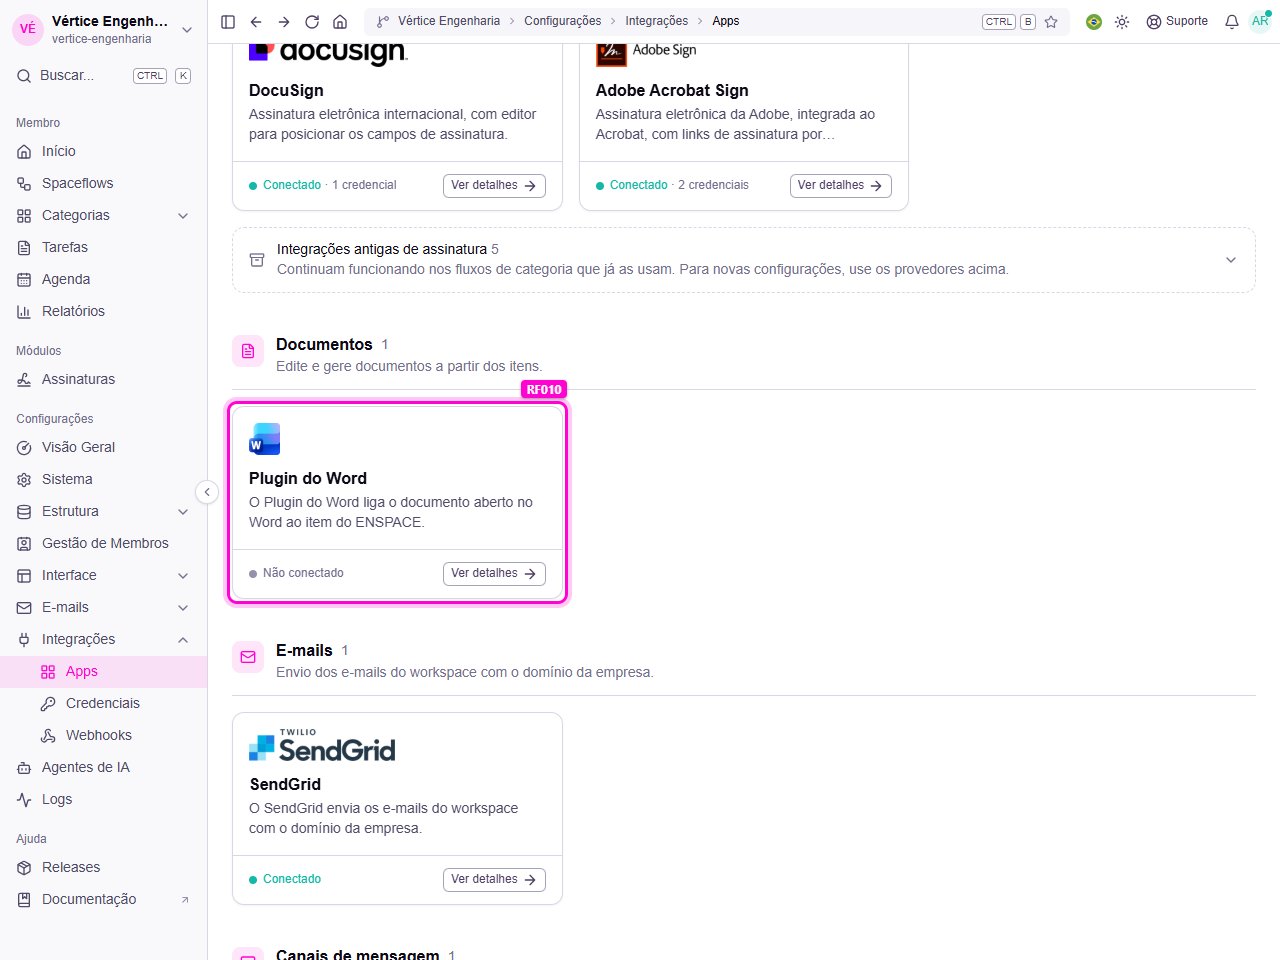 VÉ
Vértice Engenh...
vertice-engenharia
Buscar...
CTRL
K
Membro
Início
Spaceflows
Categorias
Tarefas
Agenda
Relatórios
Módulos
Assinaturas
Configurações
Visão Geral
Sistema
Estrutura
Gestão de Membros
Interface
E-mails
Integrações
Apps
Credenciais
Webhooks
Agentes de IA
Logs
Ajuda
Releases
Documentação
Vértice Engenharia
Configurações
Integrações
Apps
CTRL
B
Suporte
AR
docusign
DocuSign
Assinatura eletrônica internacional, com editor
para posicionar os campos de assinatura.
Conectado · 1 credencial
Ver detalhes
Adobe Sign
Adobe Acrobat Sign
Assinatura eletrônica da Adobe, integrada ao
Acrobat, com links de assinatura por…
Conectado · 2 credenciais
Ver detalhes
Integrações antigas de assinatura 5
Continuam funcionando nos fluxos de categoria que já as usam. Para novas configurações, use os provedores acima.
Documentos 1
Edite e gere documentos a partir dos itens.
RF010
W
Plugin do Word
O Plugin do Word liga o documento aberto no
Word ao item do ENSPACE.
Não conectado
Ver detalhes
E-mails 1
Envio dos e-mails do workspace com o domínio da empresa.
TWILIO
SendGrid
SendGrid
O SendGrid envia os e-mails do workspace
com o domínio da empresa.
Conectado
Ver detalhes
Canais de mensagem 1